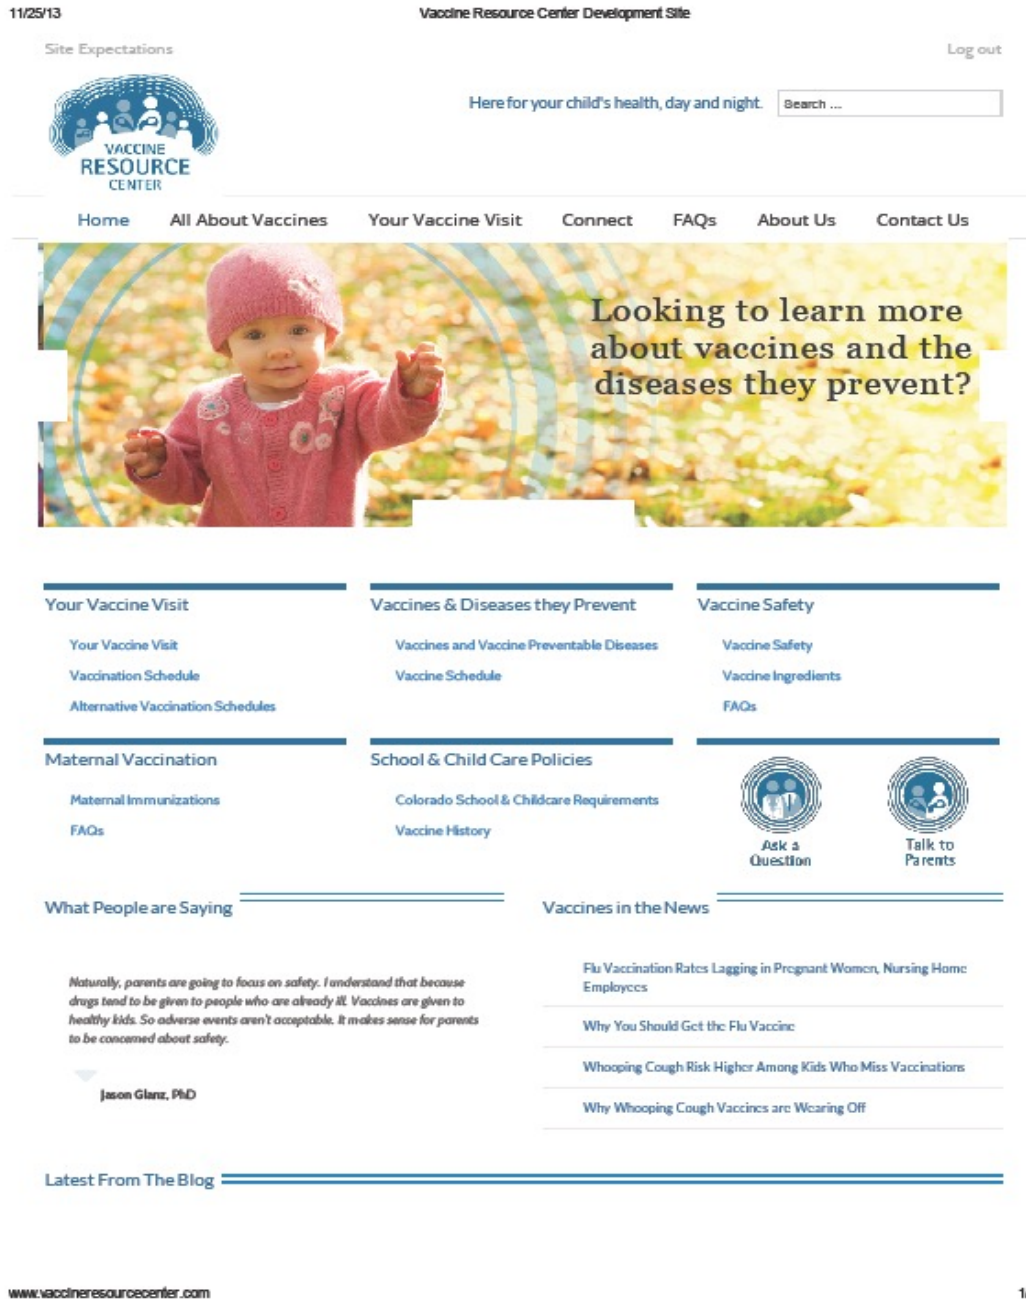 11/25/13
Vaccine Resource Center Development Site
Site Expectations
Log out
VACCINE
RESOURCE
CENTER
Here for your child's health, day and night.
Search ...
Home
All About Vaccines
Your Vaccine Visit
Connect
FAQs
About Us
Contact Us
Looking to learn more
about vaccines and the
diseases they prevent?
Your Vaccine Visit
Your Vaccine Visit
Vaccination Schedule
Alternative Vaccination Schedules
Vaccines & Diseases they Prevent
Vaccines and Vaccine Preventable Diseases
Vaccine Schedule
Vaccine Safety
Vaccine Safety
Vaccine Ingredients
FAQs
Maternal Vaccination
Maternal Immunizations
FAQs
School & Child Care Policies
Colorado School & Childcare Requirements
Vaccine History
Ask a
Question
Talk to
Parents
What People are Saying
Naturally, parents are going to focus on safety. I understand that because
drugs tend to be given to people who are already ill. Vaccines are given to
healthy kids. So adverse events aren't acceptable. It makes sense for parents
to be concerned about safety.
Jason Glanz, PhD
Vaccines in the News
Flu Vaccination Rates Lagging in Pregnant Women, Nursing Home
Employees
Why You Should Get the Flu Vaccine
Whooping Cough Risk Higher Among Kids Who Miss Vaccinations
Why Whooping Cough Vaccines are Wearing Off
Latest From The Blog
www.vaccineresourcecenter.com